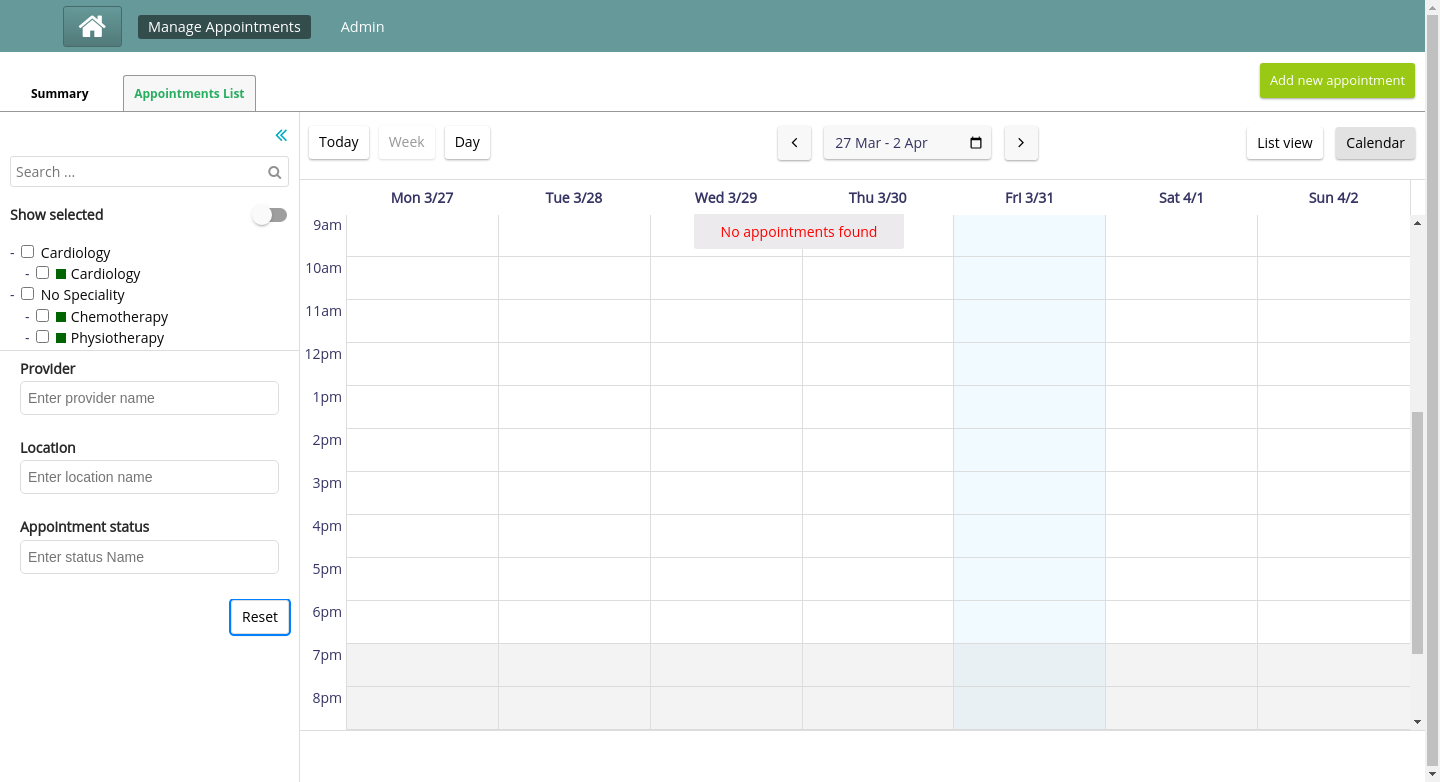 Manage Appointments
Admin
Summary
Appointments List
Add new appointment
Today
Week
Day
27 Mar - 2 Apr
List view
Calendar
Search ...
Show selected
- Cardiology
- Cardiology
- No Speciality
- Chemotherapy
- Physiotherapy
Provider
Enter provider name
Location
Enter location name
Appointment status
Enter status Name
Reset
Mon 3/27
Tue 3/28
Wed 3/29
Thu 3/30
Fri 3/31
Sat 4/1
Sun 4/2
No appointments found
9am
10am
11am
12pm
1pm
2pm
3pm
4pm
5pm
6pm
7pm
8pm